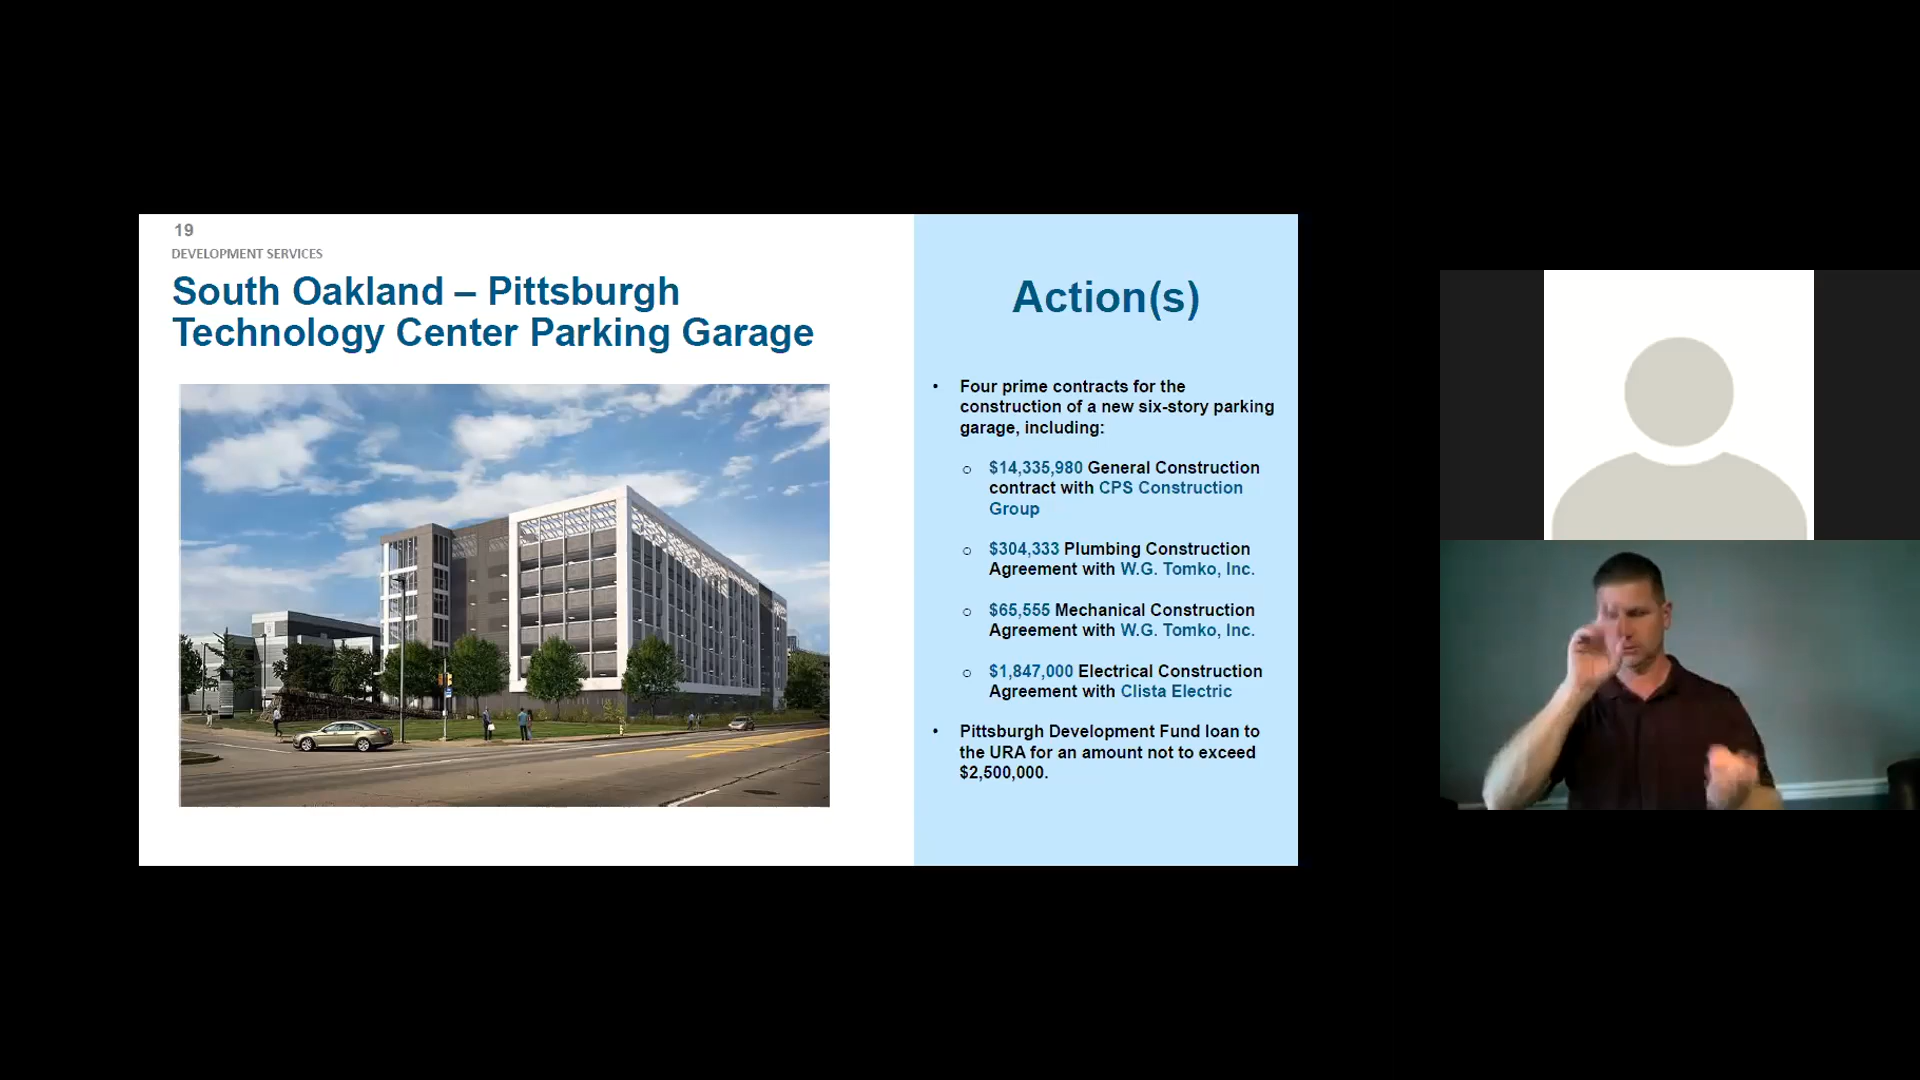 19
DEVELOPMENT SERVICES
South Oakland – Pittsburgh
Technology Center Parking Garage
Action(s)
• Four prime contracts for the
construction of a new six-story parking
garage, including:
o $14,335,980 General Construction
contract with CPS Construction
Group
o $304,333 Plumbing Construction
Agreement with W.G. Tomko, Inc.
o $65,555 Mechanical Construction
Agreement with W.G. Tomko, Inc.
o $1,847,000 Electrical Construction
Agreement with Clista Electric
• Pittsburgh Development Fund loan to
the URA for an amount not to exceed
$2,500,000.